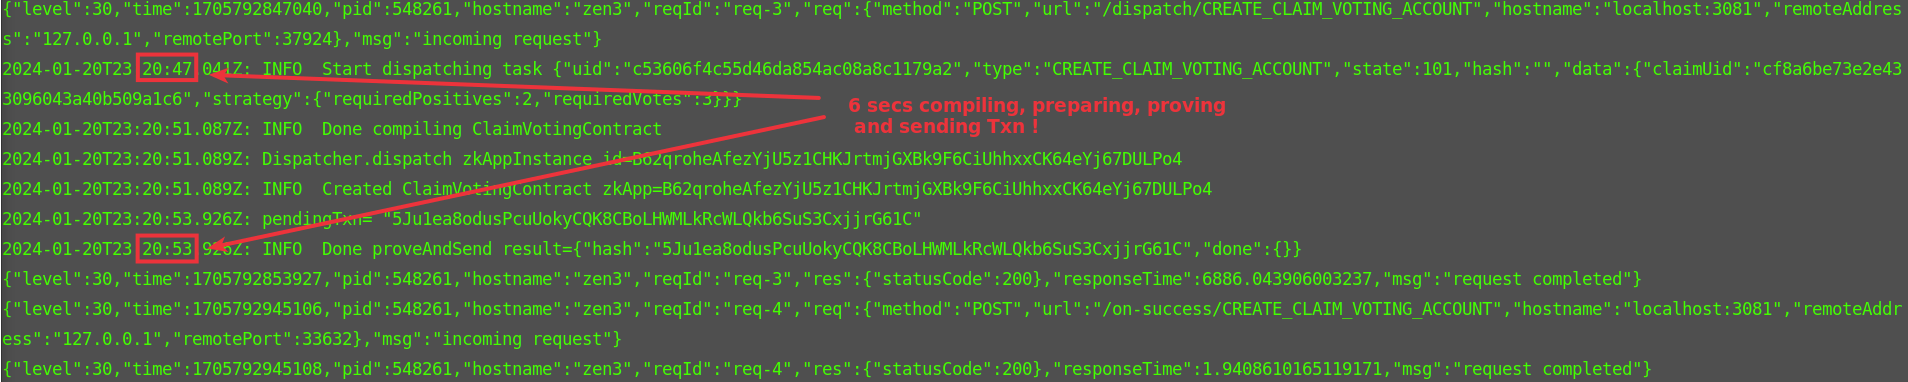 {"level":30,"time":1705792847040,"pid":548261,"hostname":"zen3","reqId":"req-3","req":{"method":"POST","url":"/dispatch/CREATE_CLAIM_VOTING_ACCOUNT","hostname":"localhost:3081","remoteAddres
s":"127.0.0.1","remotePort":37924},"msg":"incoming request"}
2024-01-20T23:20:47.041Z: INFO  Start dispatching task {"uid":"c53606f4c55d46da854ac08a8c1179a2","type":"CREATE_CLAIM_VOTING_ACCOUNT","state":101,"hash":"","data":{"claimUid":"cf8a6be73e2e43
3096043a40b509a1c6","strategy":{"requiredPositives":2,"requiredVotes":3}}}
6 secs compiling, preparing, proving
and sending Txn !
2024-01-20T23:20:51.087Z: INFO  Done compiling ClaimVotingContract
2024-01-20T23:20:51.089Z: Dispatcher.dispatch zkAppInstance id=B62qroheAfezYjU5z1CHKJrtmjGXBk9F6CiUhhxxCK64eYj67DULPo4
2024-01-20T23:20:51.089Z: INFO  Created ClaimVotingContract zkApp=B62qroheAfezYjU5z1CHKJrtmjGXBk9F6CiUhhxxCK64eYj67DULPo4
2024-01-20T23:20:53.926Z: pendingTxn= "5Ju1ea8odusPcuUokyCQK8CBoLHWMLkRcWLQkb6SuS3CxjjrG61C"
2024-01-20T23:20:53.926Z: INFO  Done proveAndSend result={"hash":"5Ju1ea8odusPcuUokyCQK8CBoLHWMLkRcWLQkb6SuS3CxjjrG61C","done":{}}
{"level":30,"time":1705792853927,"pid":548261,"hostname":"zen3","reqId":"req-3","res":{"statusCode":200},"responseTime":6886.043906003237,"msg":"request completed"}
{"level":30,"time":1705792945106,"pid":548261,"hostname":"zen3","reqId":"req-4","req":{"method":"POST","url":"/on-success/CREATE_CLAIM_VOTING_ACCOUNT","hostname":"localhost:3081","remoteAddr
ess":"127.0.0.1","remotePort":33632},"msg":"incoming request"}
{"level":30,"time":1705792945108,"pid":548261,"hostname":"zen3","reqId":"req-4","res":{"statusCode":200},"responseTime":1.9408610165119171,"msg":"request completed"}